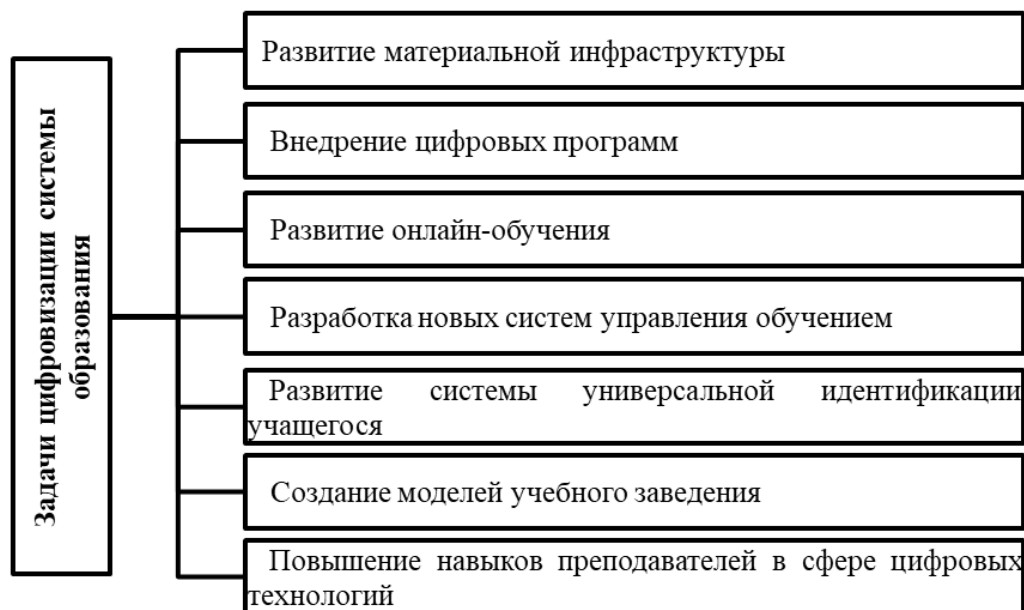 Задачи цифровизации системы
образования
Развитие материальной инфраструктуры
Внедрение цифровых программ
Развитие онлайн-обучения
Разработка новых систем управления обучением
Развитие системы универсальной идентификации
учащегося
Создание моделей учебного заведения
Повышение навыков преподавателей в сфере цифровых
технологий